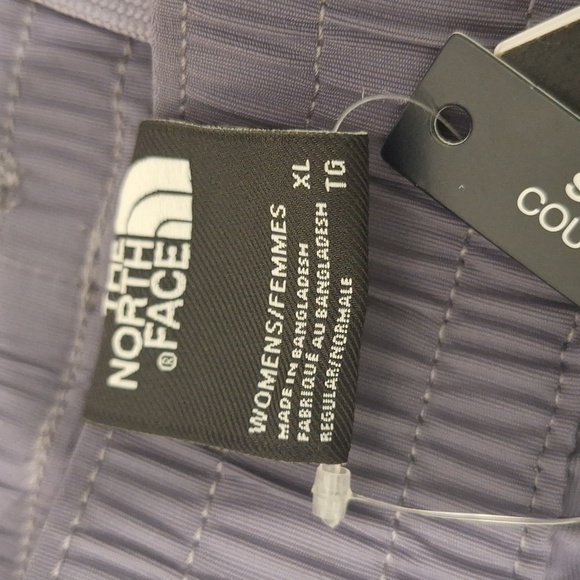 THE
NORTH
FACE
WOMENS/FEMMES XL
MADE IN BANGLADESH TG
FABRIQUÉ AU BANGLADESH
REGULAR/NORMALE
COU